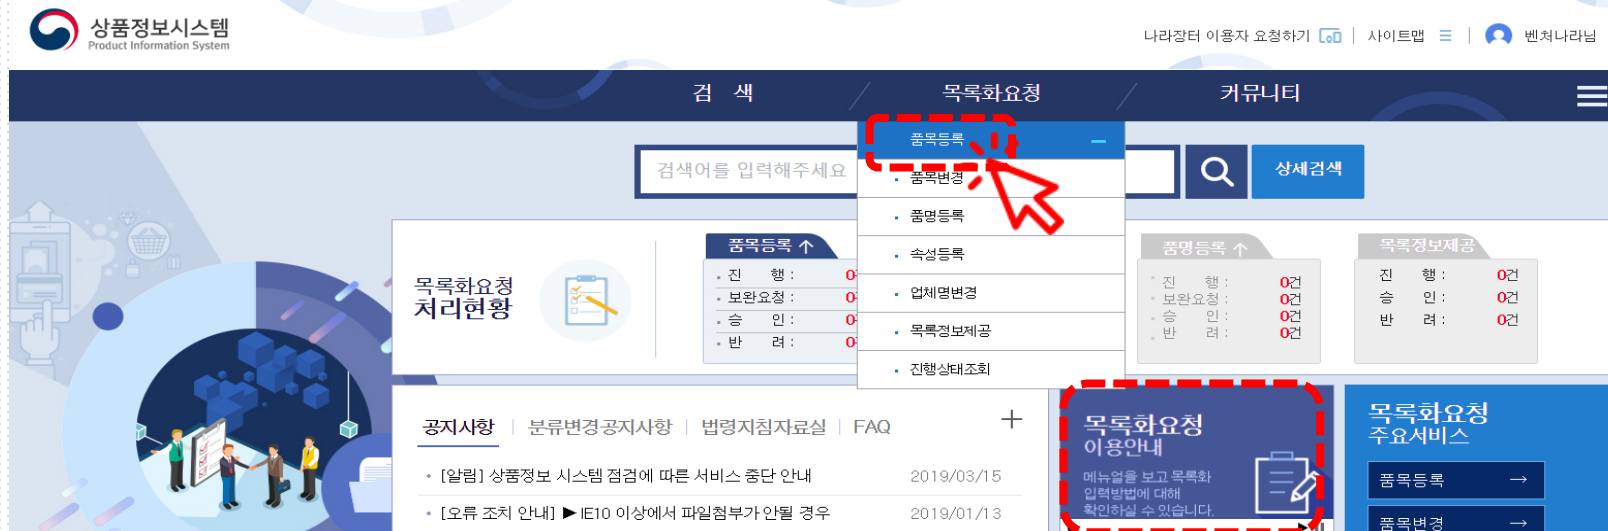 상품정보시스템
Product Information System
나라장터 이용자 요청하기 | 사이트맵 | 벤처나라님
검 색 / 목록화요청 / 커뮤니티
검색어를 입력해주세요
상세검색
품목등록
품목변경
품명등록
속성등록
업체명변경
목록정보제공
진행상태조회
목록화요청
처리현황
품목등록 ↑
진 행 : 0
보완요청 : 0
승 인 : 0
반 려 : 0
품명등록 ↑
진 행 : 0건
보완요청 : 0건
승 인 : 0건
반 려 : 0건
목록정보제공
진 행 : 0건
승 인 : 0건
반 려 : 0건
공지사항 | 분류변경공지사항 | 법령지침자료실 | FAQ
[알림] 상품정보 시스템 점검에 따른 서비스 중단 안내 2019/03/15
[오류 조치 안내] ▶ IE10 이상에서 파일첨부가 안될 경우 2019/01/13
목록화요청
이용안내
메뉴얼을 보고 목록화
입력방법에 대해
확인하실 수 있습니다.
목록화요청
주요서비스
품목등록 →
품목변경 →